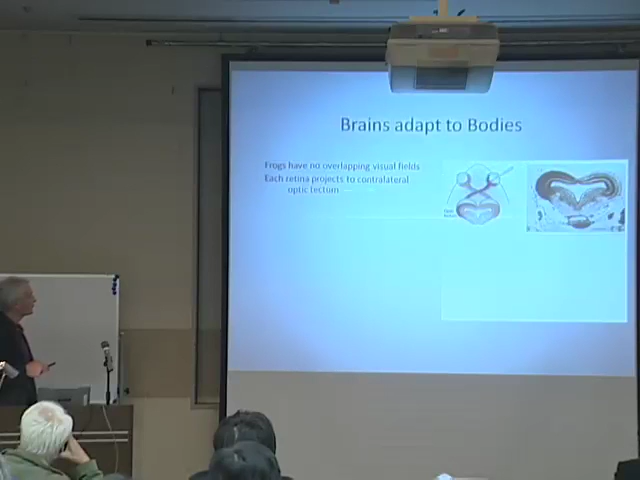 Brains adapt to Bodies
Frogs have no overlapping visual fields
Each retina projects to contralateral
optic tectum